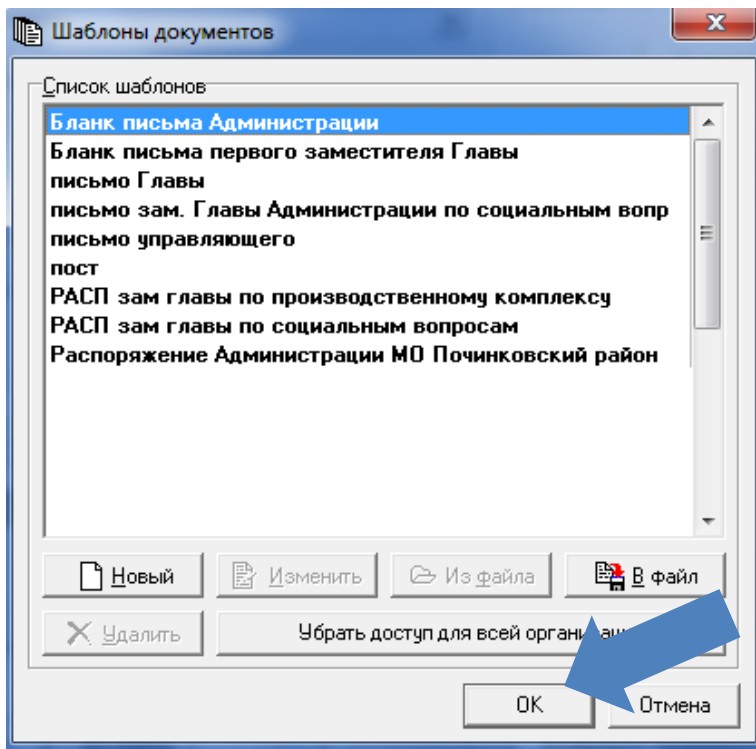 Шаблоны документов
Список шаблонов
Бланк письма Администрации
Бланк письма первого заместителя Главы
письмо Главы
письмо зам. Главы Администрации по социальным вопр
письмо управляющего
пост
РАСП зам главы по производственному комплексу
РАСП зам главы по социальным вопросам
Распоряжение Администрации МО Починковский район
Новый Изменить Из файла В файл
Удалить Убрать доступ для всей
OK Отмена